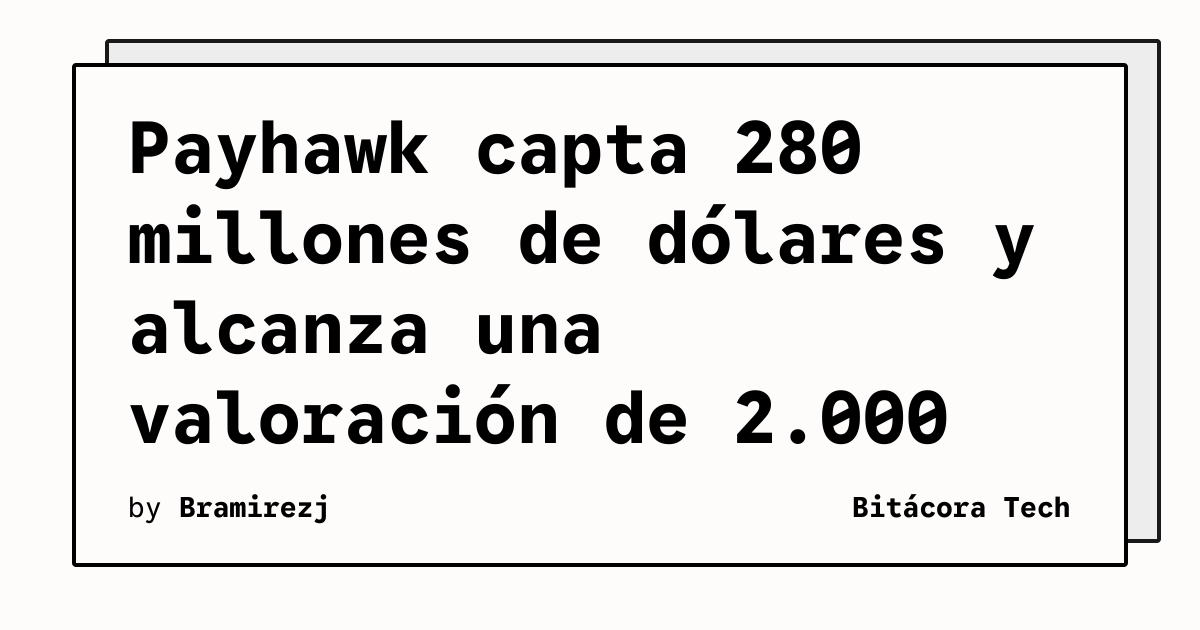 Payhawk capta 280
millones de dólares y
alcanza una
valoración de 2.000
by Bramirezj
Bitácora Tech